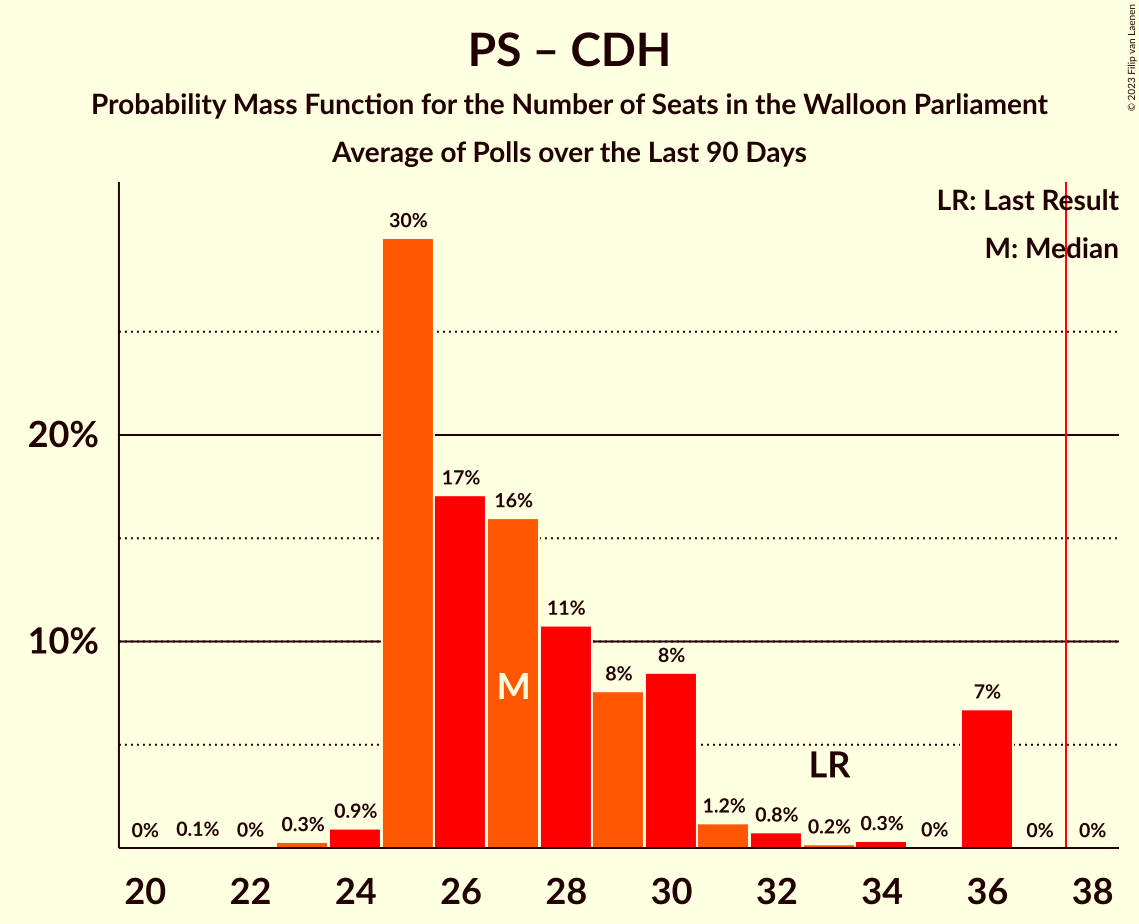 PS – CDH
Probability Mass Function for the Number of Seats in the Walloon Parliament
Average of Polls over the Last 90 Days
© 2023 Filip van Laenen
LR: Last Result
M: Median
30%
20%
17%
16%
11%
10%
8%
8%
7%
M
LR
0%
0.1%
0%
0.3%
0.9%
1.2%
0.8%
0.2%
0.3%
0%
0%
0%
20 22 24 26 28 30 32 34 36 38